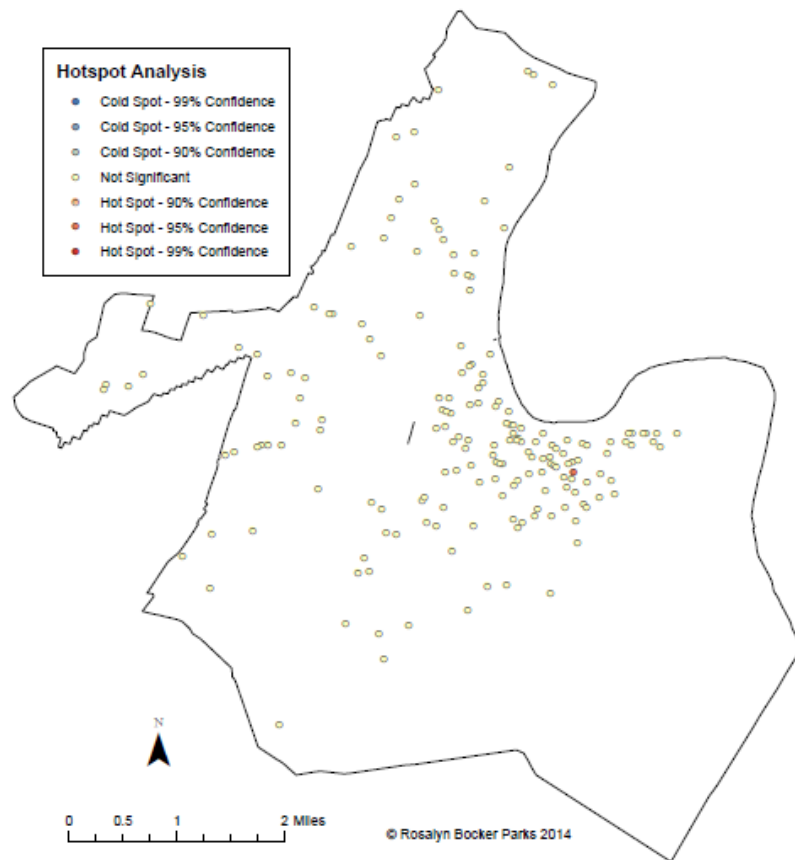 Hotspot Analysis
Cold Spot - 99% Confidence
Cold Spot - 95% Confidence
Cold Spot - 90% Confidence
Not Significant
Hot Spot - 90% Confidence
Hot Spot - 95% Confidence
Hot Spot - 99% Confidence
N
0 0.5 1 2 Miles
© Rosalyn Bocker Parks 2014